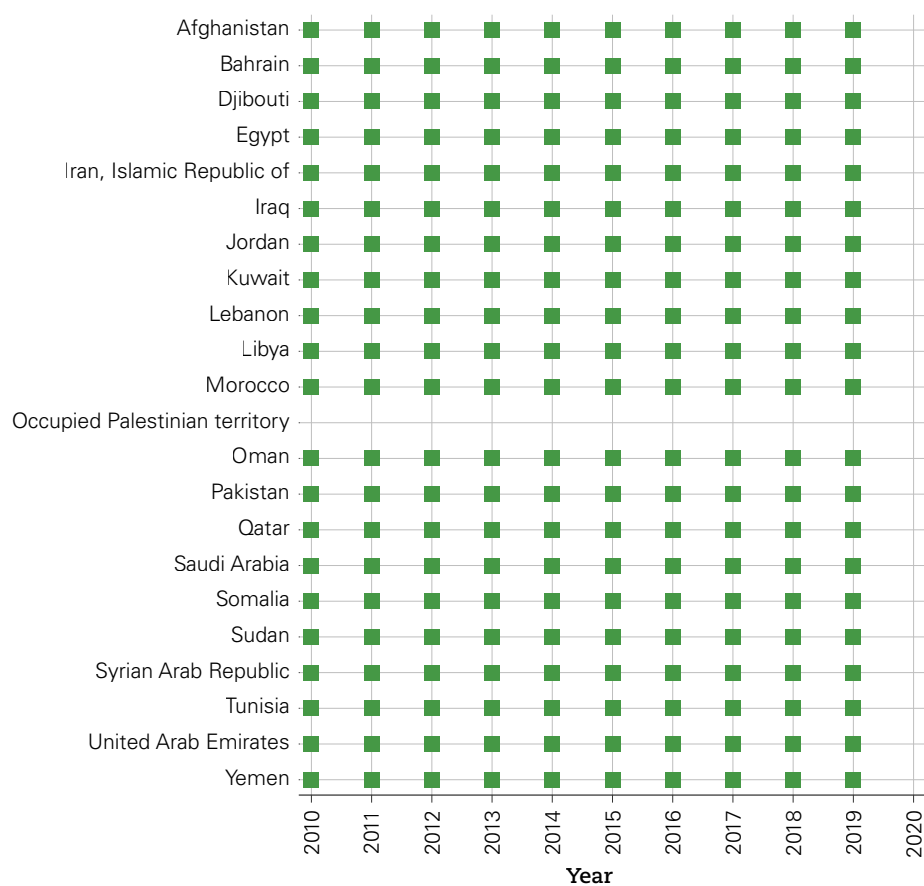 Afghanistan
Bahrain
Djibouti
Egypt
Iran, Islamic Republic of
Iraq
Jordan
Kuwait
Lebanon
Libya
Morocco
Occupied Palestinian territory
Oman
Pakistan
Qatar
Saudi Arabia
Somalia
Sudan
Syrian Arab Republic
Tunisia
United Arab Emirates
Yemen
2010 2011 2012 2013 2014 2015 2016 2017 2018 2019 2020
Year